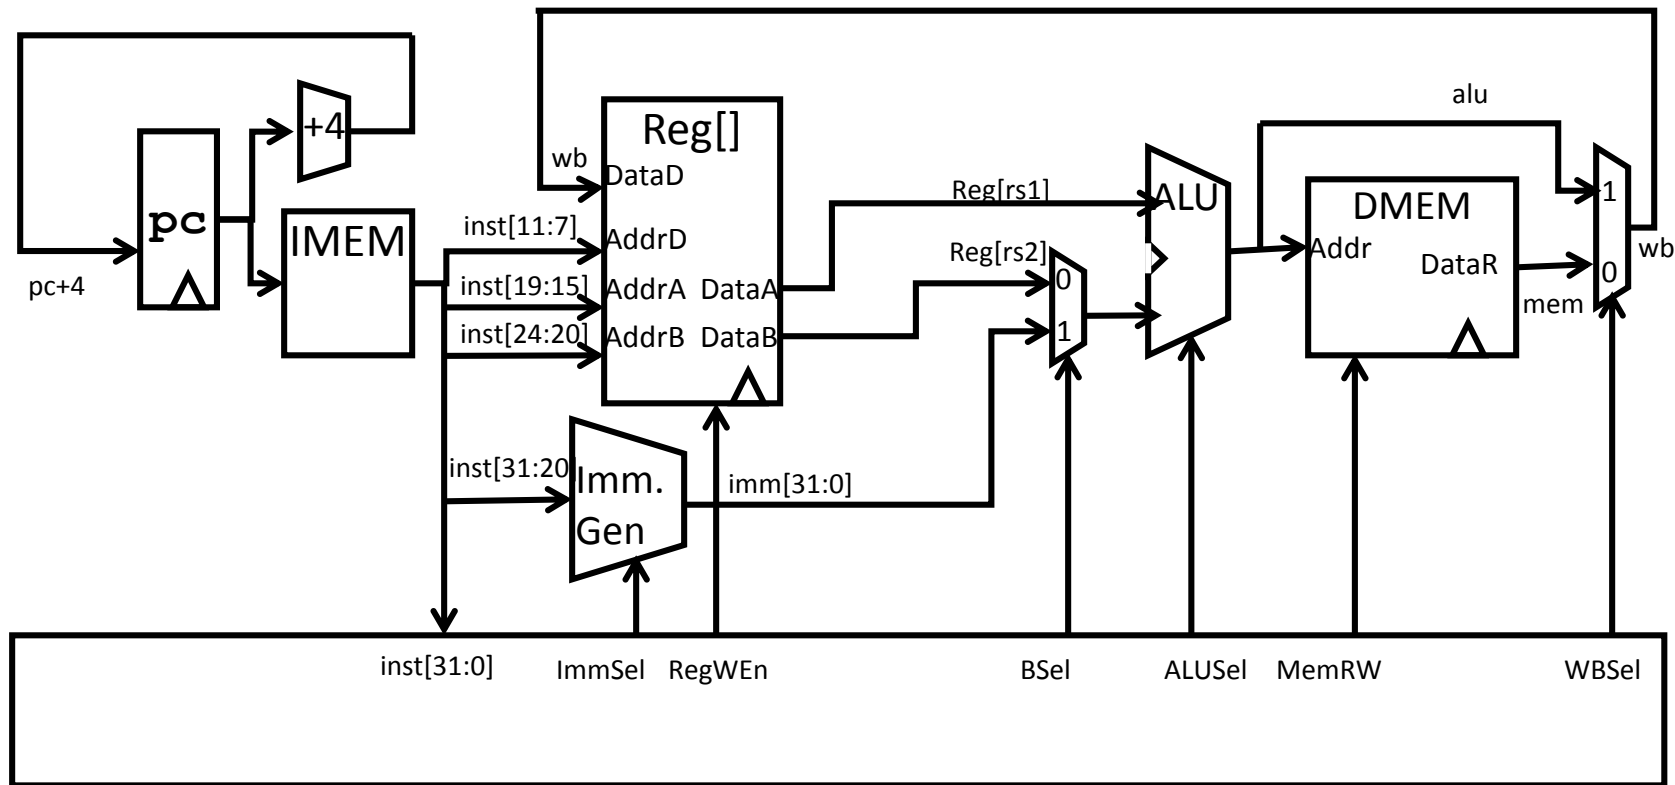 alu
+4
Reg[]
wb
DataD
pc
IMEM
inst[11:7]
AddrD
Reg[rs1]
ALU
DMEM
1
Reg[rs2]
Addr
DataR
wb
pc+4
inst[19:15]
AddrA
DataA
0
0
mem
inst[24:20]
AddrB
DataB
1
inst[31:20]
Imm.
Gen
imm[31:0]
inst[31:0]
ImmSel
RegWEn
BSel
ALUSel
MemRW
WBSel